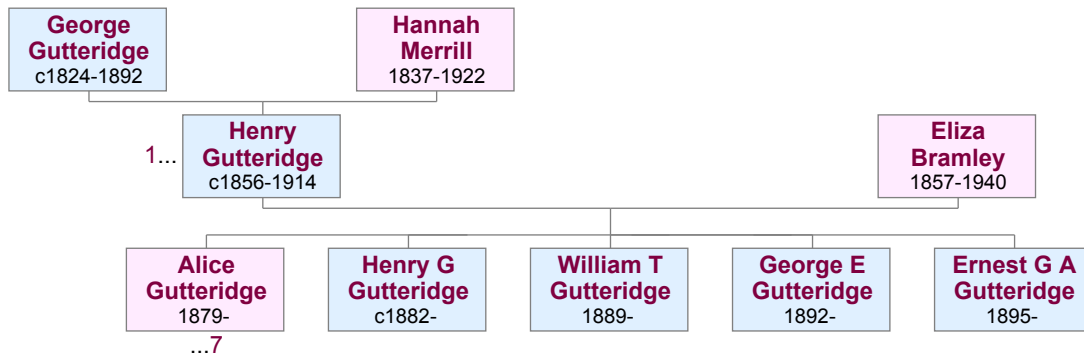 George
Gutteridge
c1824-1892
Hannah
Merrill
1837-1922
1...
Henry
Gutteridge
c1856-1914
Eliza
Bramley
1857-1940
Alice
Gutteridge
1879-
...7
Henry G
Gutteridge
c1882-
William T
Gutteridge
1889-
George E
Gutteridge
1892-
Ernest G A
Gutteridge
1895-